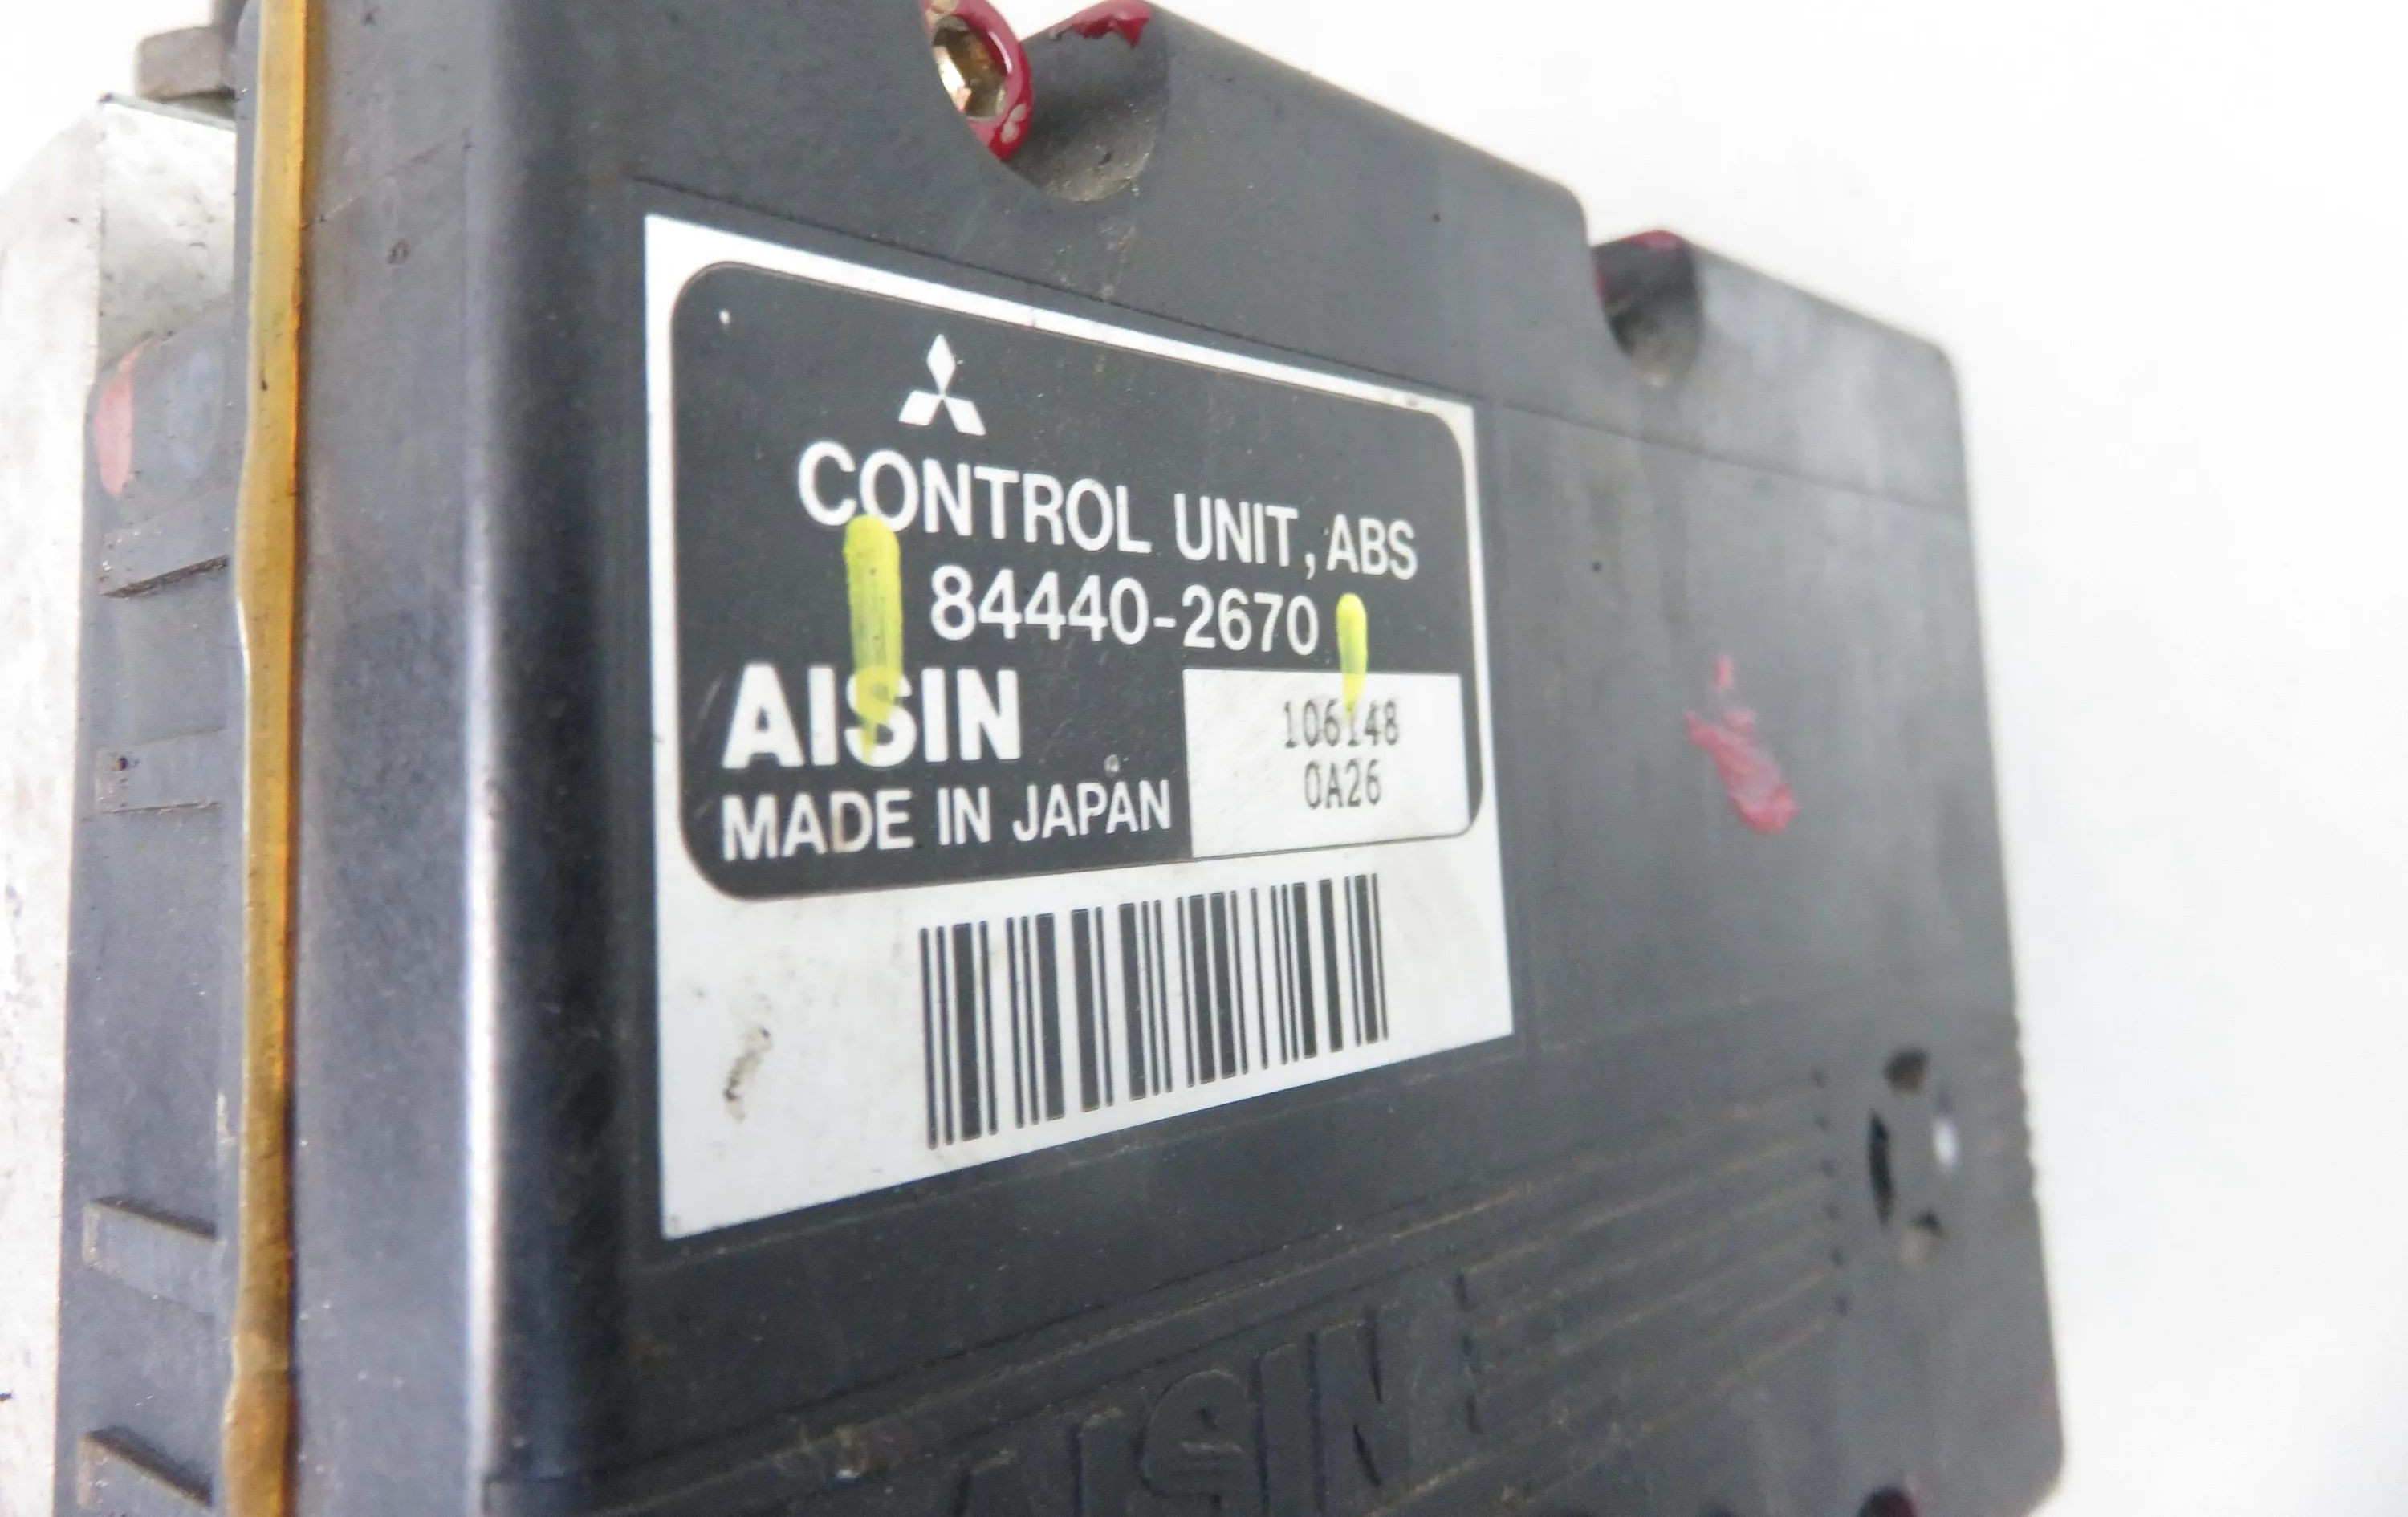 CONTROL UNIT, ABS
84440-2670
AISIN
MADE IN JAPAN
106148
0A26
AISIN